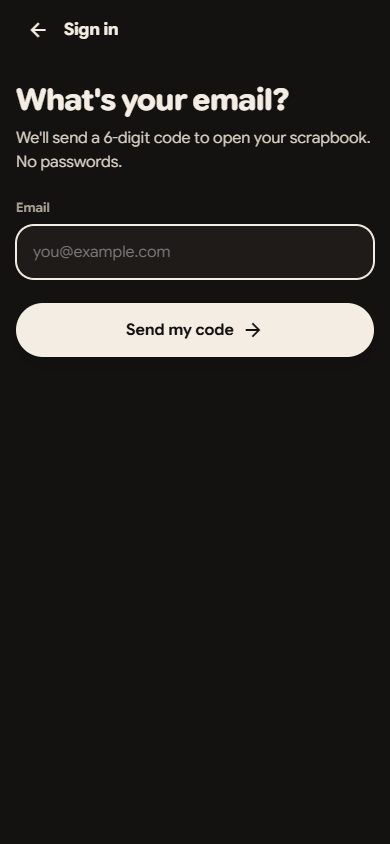 Sign in
What's your email?
We'll send a 6-digit code to open your scrapbook.
No passwords.
Email
you@example.com
Send my code